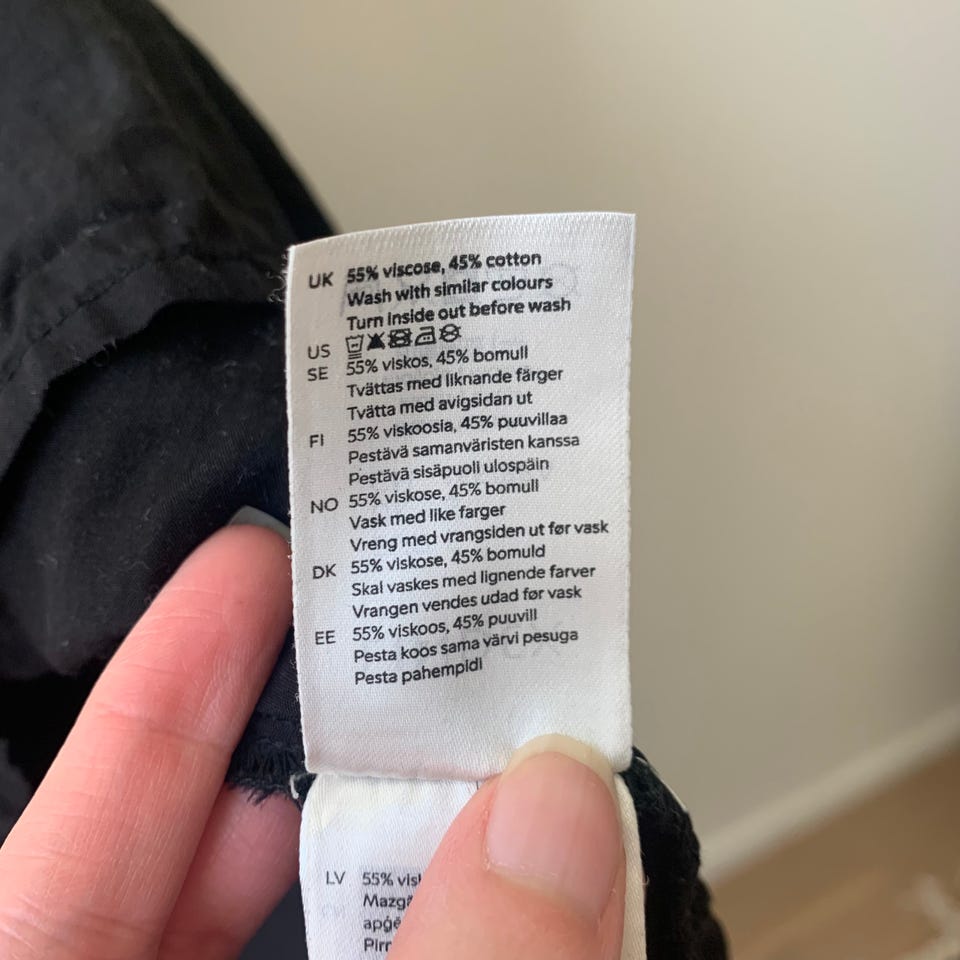 UK 55% viscose, 45% cotton
Wash with similar colours
Turn inside out before wash
US
SE 55% viskos, 45% bomull
Tvättas med liknande färger
Tvätta med avigsidan ut
FI 55% viskoosia, 45% puuvillaa
Pestävä samanväristen kanssa
Pestävä sisäpuoli ulospäin
NO 55% viskose, 45% bomull
Vask med like farger
Vreng med vrangsiden ut før vask
DK 55% viskose, 45% bomuld
Skal vaskes med lignende farver
Vrangen vendes udad før vask
EE 55% viskoos, 45% puuvill
Pesta koos sama värvi pesuga
Pesta pahempidi
LV 55%